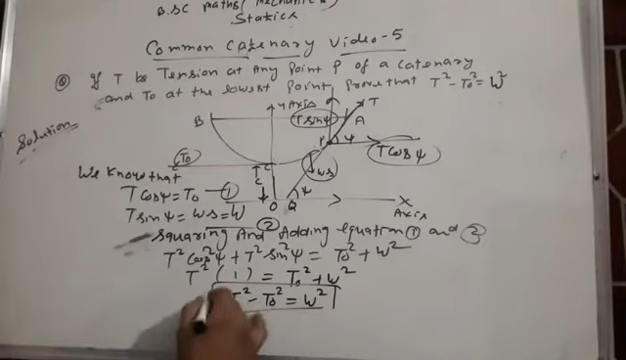 B.SC Maths (Mechanics)
Statics
Common Catenary Video-5
Q If T be Tension at Any Point P of a Catenary
and To at the lowest Point, Prove that T² - To² = W²
Solution
Y Axis
T
B
T sin ψ
A
P
ψ
T cos ψ
To
C
ws
We Know that
T cos ψ = To — ①
c
ψ
O
Q
X
Axis
T sin ψ = ws = W
②
Squaring And Adding equation ① and ②
T² cos² ψ + T² sin² ψ = To² + W²
T² (1) = To² + W²
T² - To² = W²